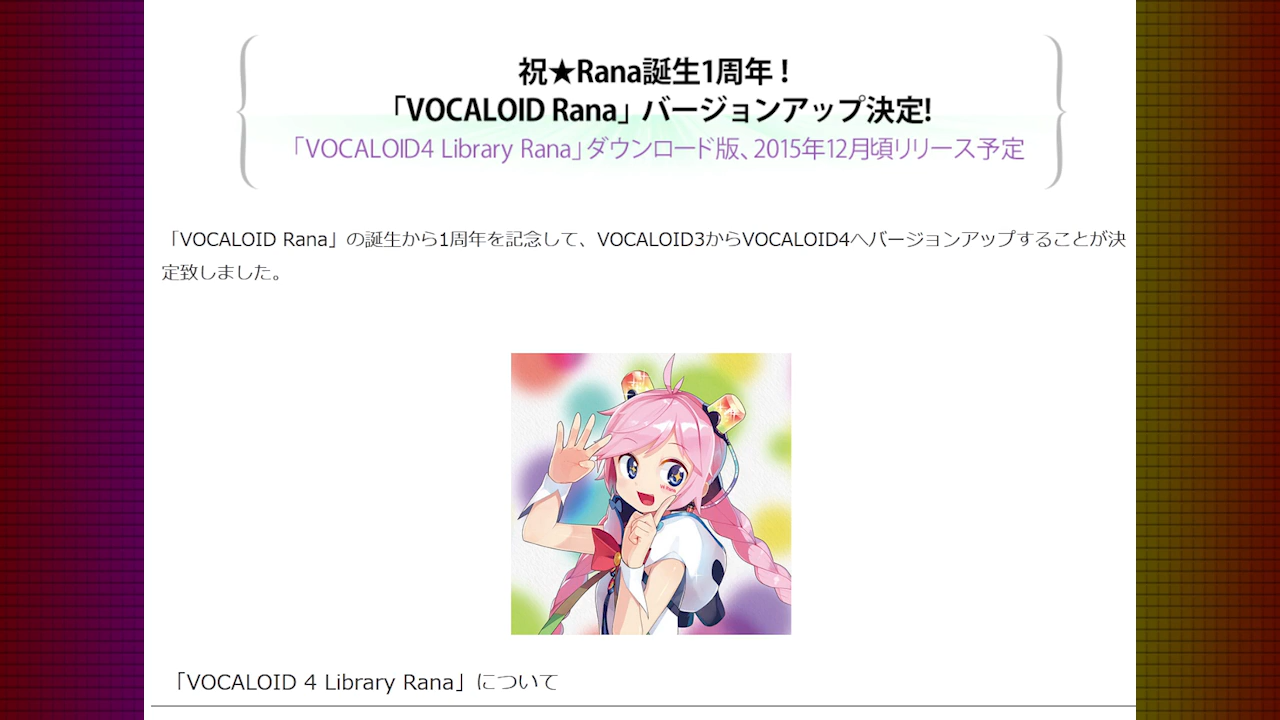 祝★Rana誕生1周年！
「VOCALOID Rana」バージョンアップ決定!
「VOCALOID4 Library Rana」ダウンロード版、2015年12月頃リリース予定
「VOCALOID Rana」の誕生から1周年を記念して、VOCALOID3からVOCALOID4へバージョンアップすることが決
定致しました。
「VOCALOID 4 Library Rana」について